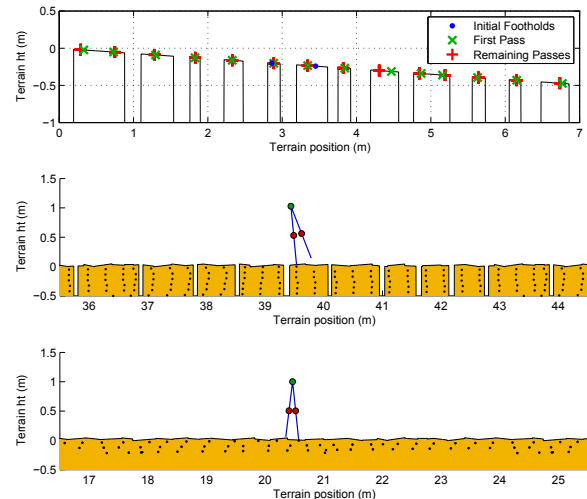 0.5
0
−0.5
−1
Terrain ht (m)
Initial Footholds
First Pass
Remaining Passes
0 1 2 3 4 5 6 7
Terrain position (m)
1.5
1
0.5
0
−0.5
Terrain ht (m)
36 37 38 39 40 41 42 43 44
Terrain position (m)
1.5
1
0.5
0
−0.5
Terrain ht (m)
17 18 19 20 21 22 23 24 25
Terrain position (m)